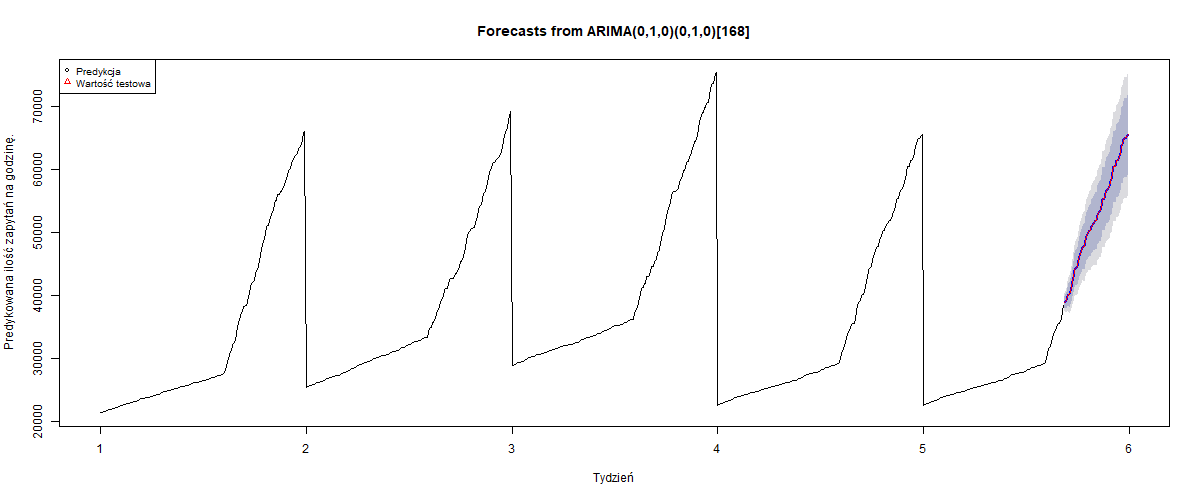 Forecasts from ARIMA(0,1,0)(0,1,0)[168]
Predykcja
Wartość testowa
Predykowana ilość zapytań na godzinę.
70000
60000
50000
40000
30000
20000
1 2 3 4 5 6
Tydzień